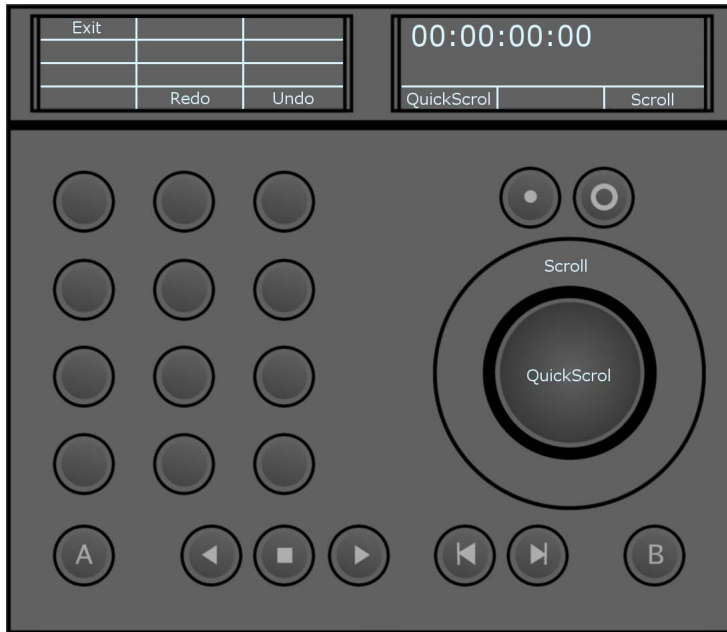 Exit
Redo Undo
00:00:00:00
QuickScrol Scroll
Scroll
QuickScrol
A B